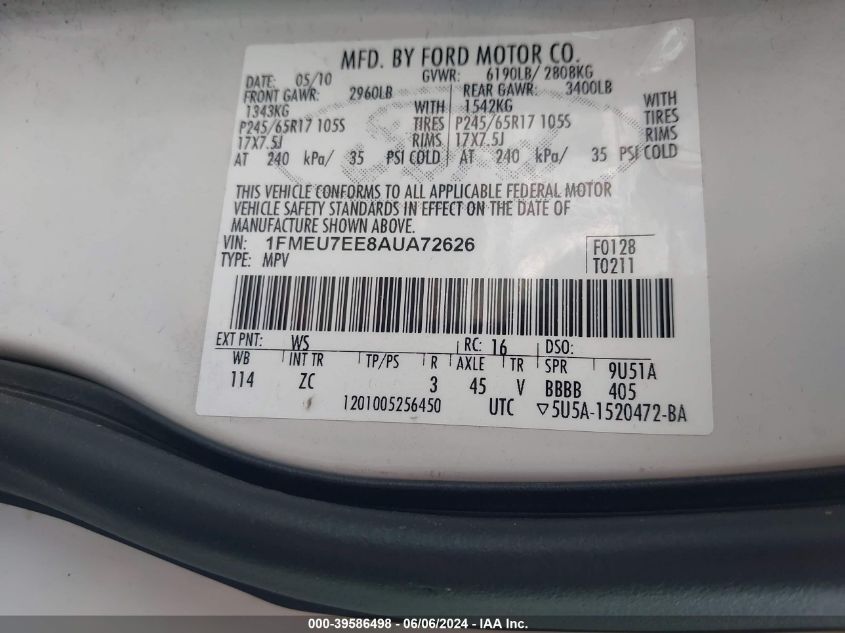 MFD. BY FORD MOTOR CO.
DATE: 05/10 GVWR: 6190LB/ 2808KG
FRONT GAWR: 2960LB REAR GAWR: 3400LB
1343KG WITH 1542KG WITH
P245/65R17 105S TIRES P245/65R17 105S TIRES
17X7.5J RIMS 17X7.5J RIMS
AT 240 kPa/ 35 PSI COLD AT 240 kPa/ 35 PSI COLD
THIS VEHICLE CONFORMS TO ALL APPLICABLE FEDERAL MOTOR
VEHICLE SAFETY STANDARDS IN EFFECT ON THE DATE OF
MANUFACTURE SHOWN ABOVE.
VIN: 1FMEU7EE8AUA72626 F0128
TYPE: MPV T0211
EXT PNT: WS RC: 16 DSO:
WB INT TR TP/PS R AXLE TR SPR 9U51A
114 ZC 3 45 V BBBB 405
1201005256450 UTC ▽5U5A-1520472-BA
000-39586498 - 06/06/2024 - IAA Inc.